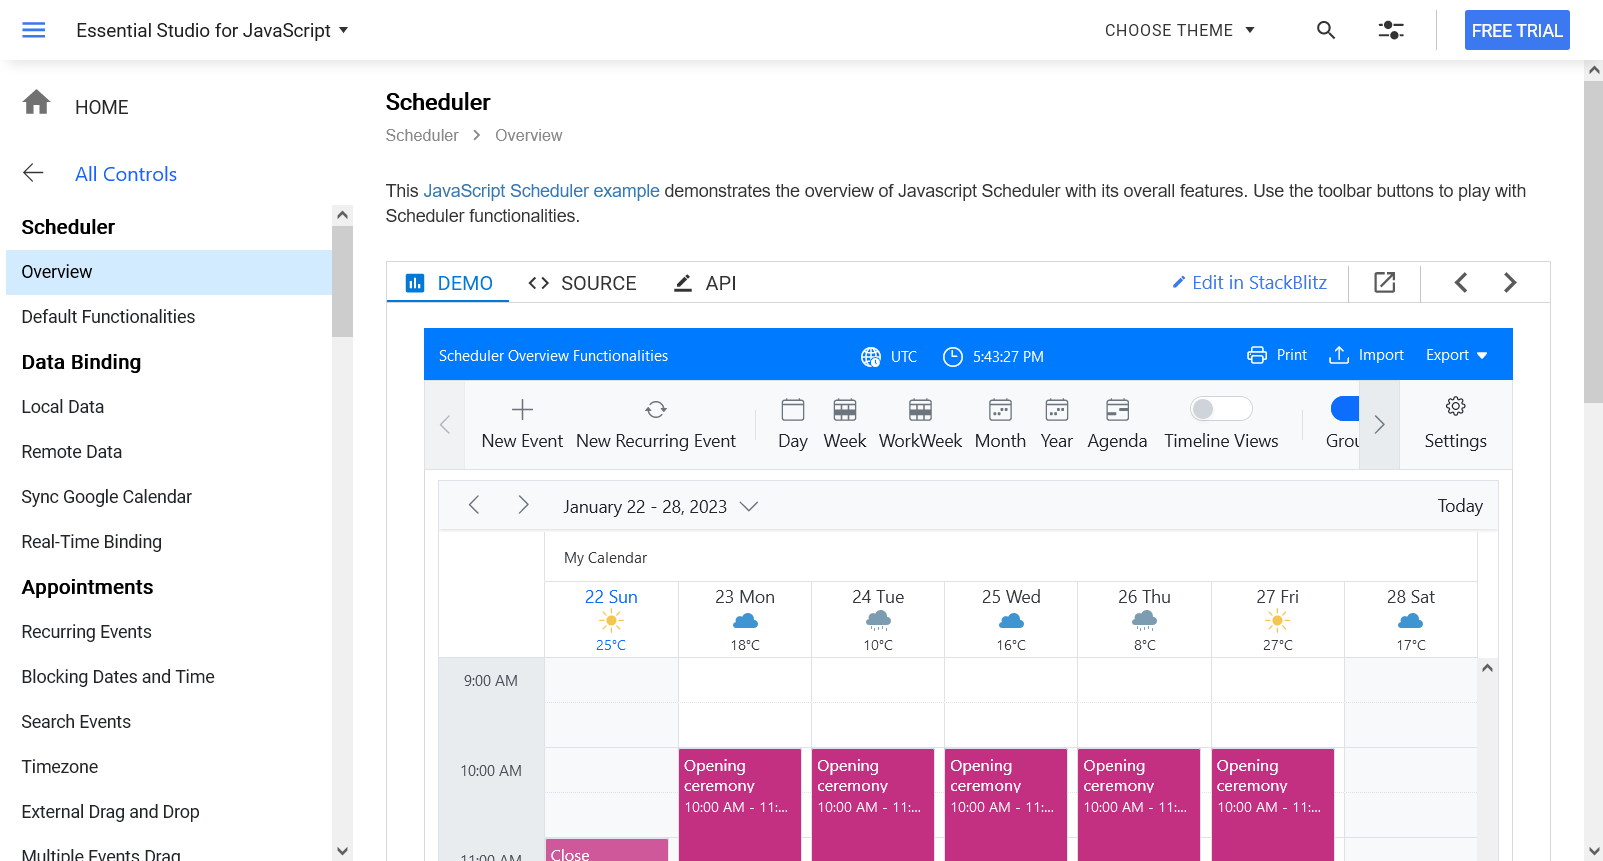 Essential Studio for JavaScript
CHOOSE THEME
FREE TRIAL
HOME
All Controls
Scheduler
Overview
Default Functionalities
Data Binding
Local Data
Remote Data
Sync Google Calendar
Real-Time Binding
Appointments
Recurring Events
Blocking Dates and Time
Search Events
Timezone
External Drag and Drop
Multiple Events Drag
Scheduler
Scheduler > Overview
This JavaScript Scheduler example demonstrates the overview of Javascript Scheduler with its overall features. Use the toolbar buttons to play with
Scheduler functionalities.
DEMO
SOURCE
API
Edit in StackBlitz
Scheduler Overview Functionalities
UTC
5:43:27 PM
Print
Import
Export
New Event
New Recurring Event
Day
Week
WorkWeek
Month
Year
Agenda
Timeline Views
Grou
Settings
January 22 - 28, 2023
Today
My Calendar
22 Sun
23 Mon
24 Tue
25 Wed
26 Thu
27 Fri
28 Sat
25°C
18°C
10°C
16°C
8°C
27°C
17°C
9:00 AM
10:00 AM
Opening
ceremony
10:00 AM - 11:...
Opening
ceremony
10:00 AM - 11:...
Opening
ceremony
10:00 AM - 11:...
Opening
ceremony
10:00 AM - 11:...
Opening
ceremony
10:00 AM - 11:...
11:00 AM
Close